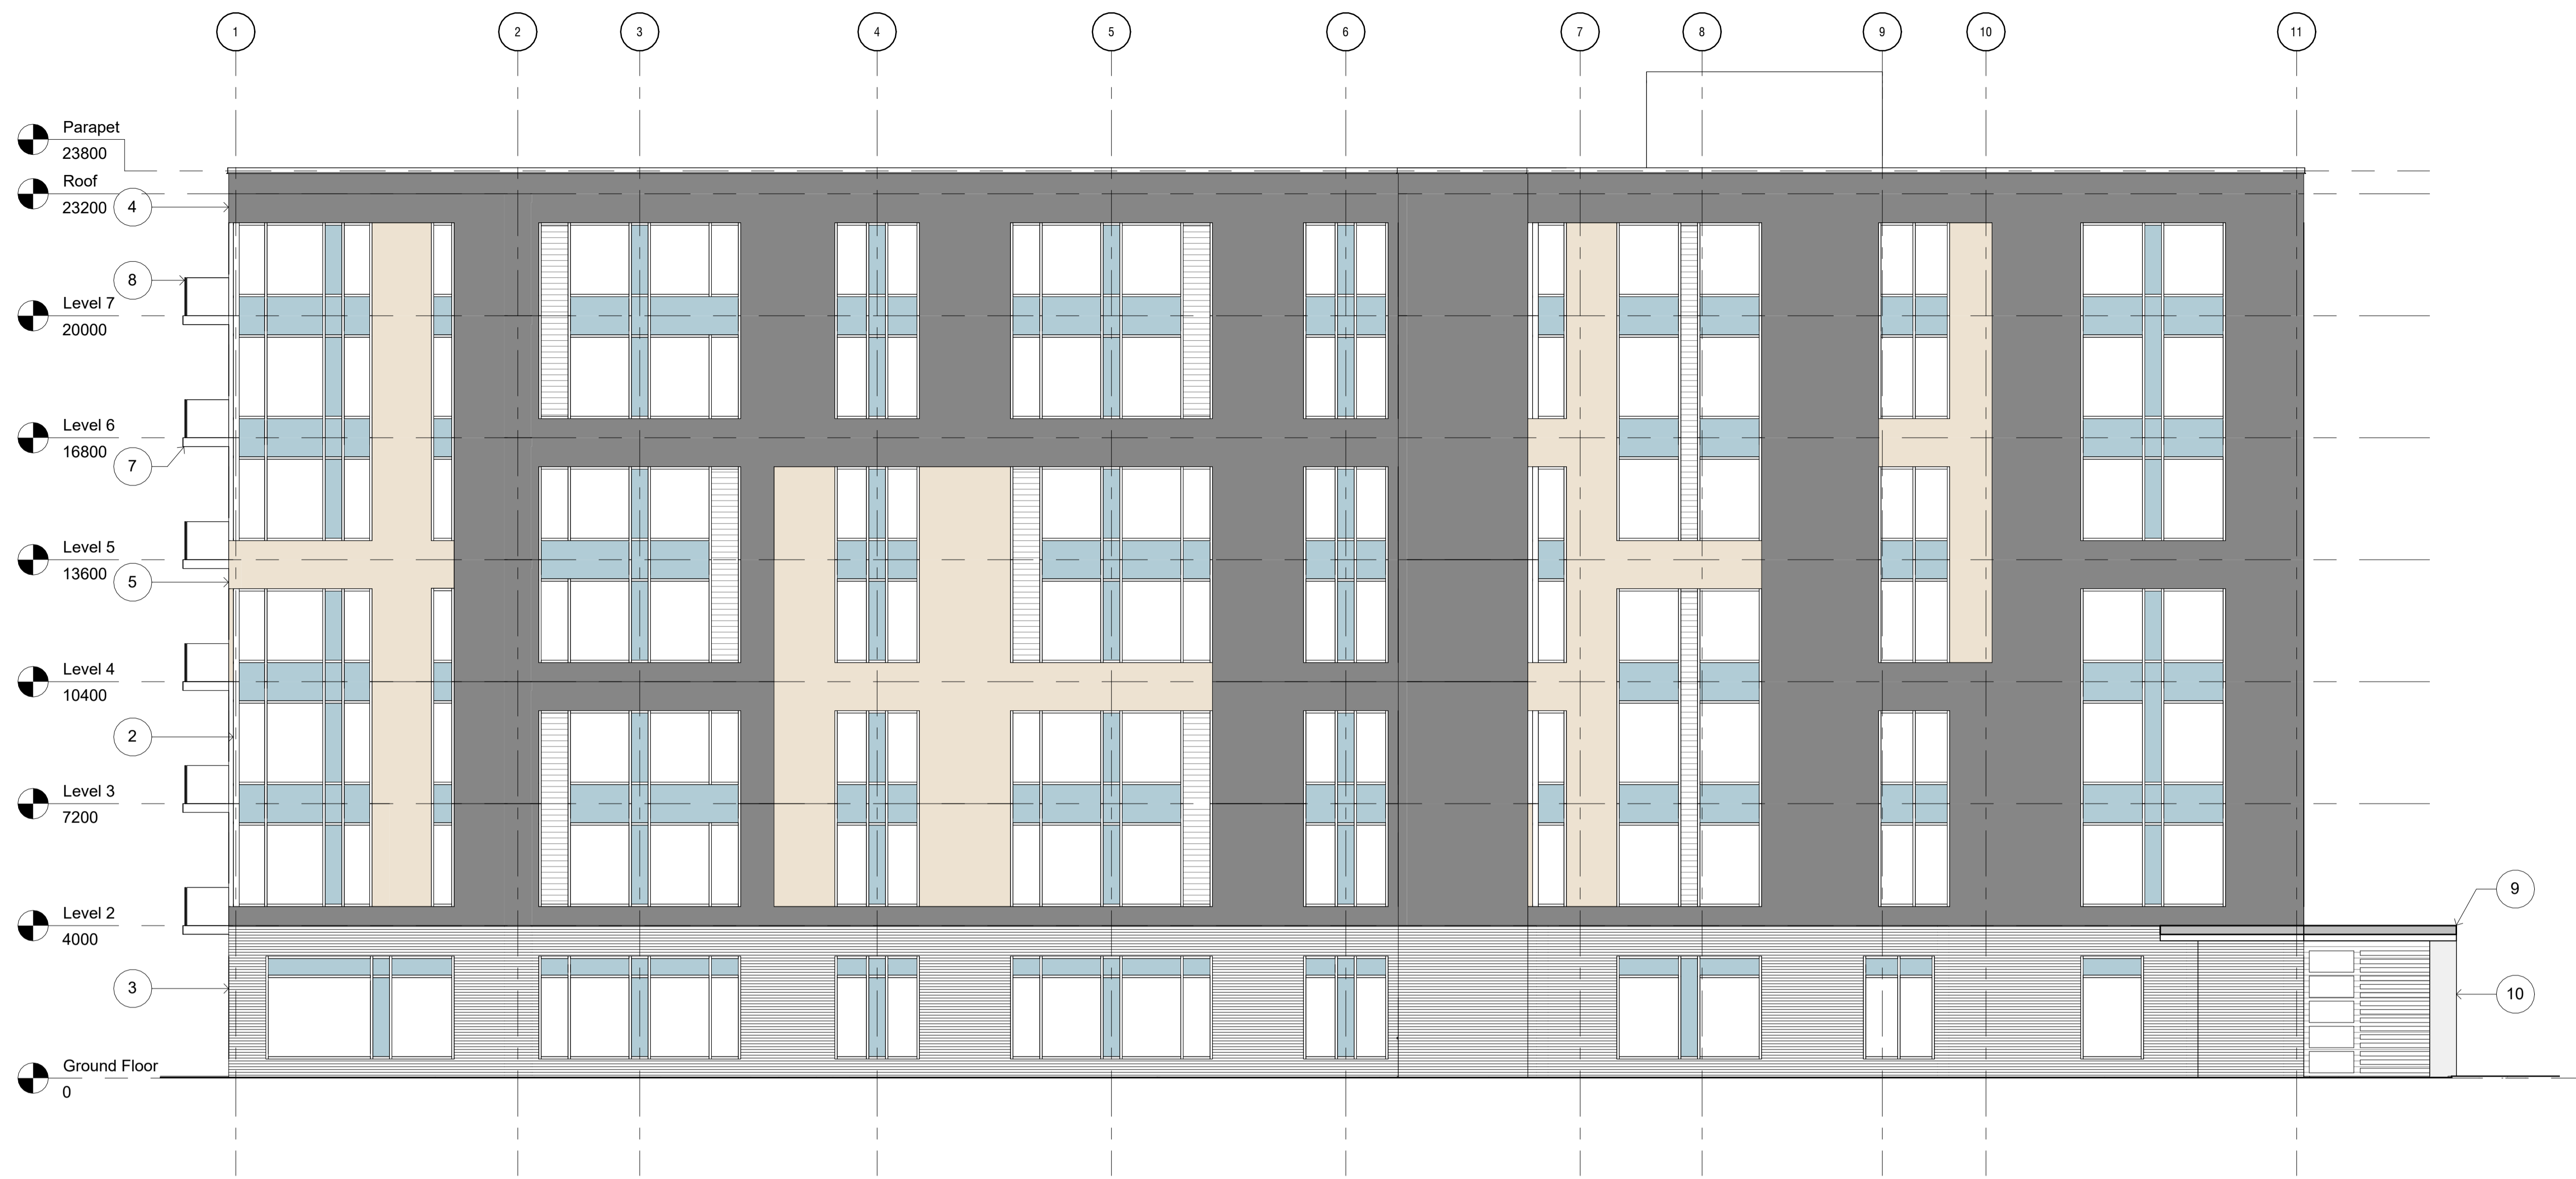 1 2 3 4 5 6 7 8 9 10 11
Parapet
23800
Roof
23200
4
8
Level 7
20000
Level 6
16800
7
Level 5
13600
5
Level 4
10400
2
Level 3
7200
9
Level 2
4000
3
10
Ground Floor
0